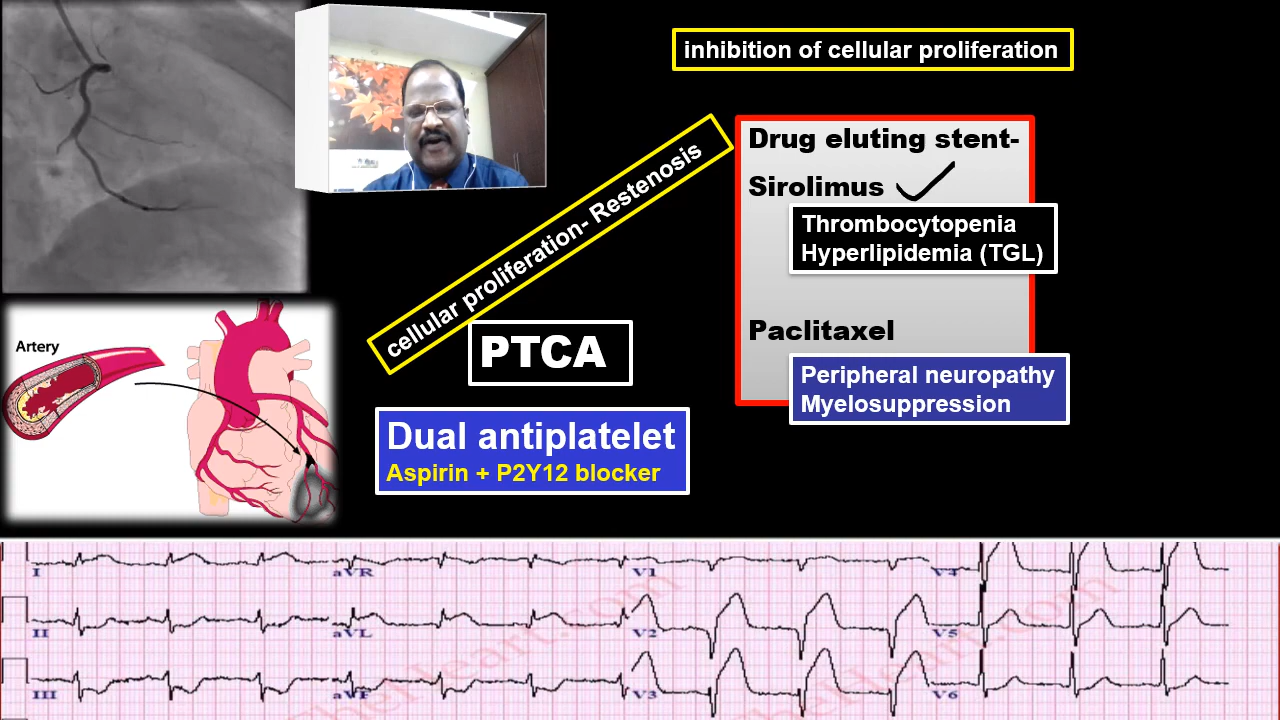 inhibition of cellular proliferation
Drug eluting stent-
Sirolimus
Thrombocytopenia
Hyperlipidemia (TGL)
Paclitaxel
Peripheral neuropathy
Myelosuppression
cellular proliferation- Restenosis
PTCA
Dual antiplatelet
Aspirin + P2Y12 blocker
Artery
I
aVR
V1
V4
II
aVL
V2
V5
III
aVF
V3
V6